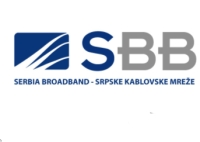 SBB
SERBIA BROADBAND - SRPSKE KABLOVSKE MREŽE